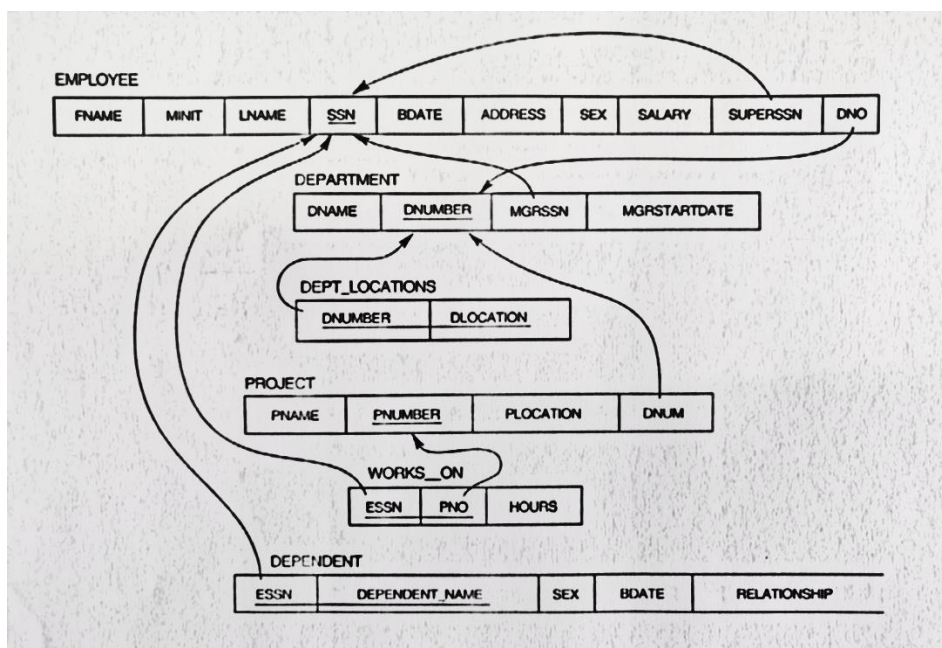 EMPLOYEE
FNAME MINIT LNAME SSN BDATE ADDRESS SEX SALARY SUPERSSN DNO
DEPARTMENT
DNAME DNUMBER MGRSSN MGRSTARTDATE
DEPT_LOCATIONS
DNUMBER DLOCATION
PROJECT
PNAME PNUMBER PLOCATION DNUM
WORKS_ON
ESSN PNO HOURS
DEPENDENT
ESSN DEPENDENT_NAME SEX BDATE RELATIONSHIP